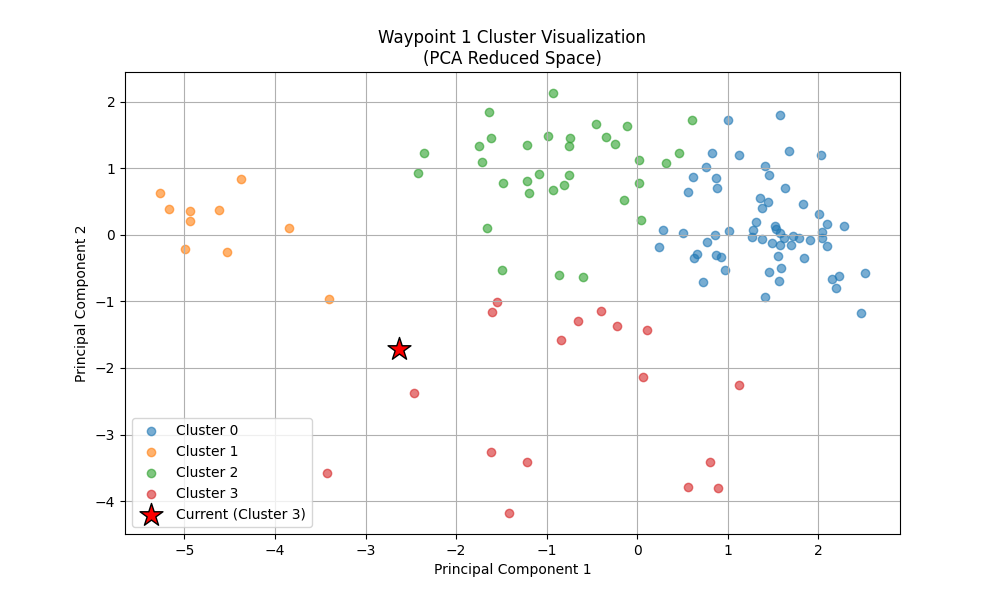 Waypoint 1 Cluster Visualization
(PCA Reduced Space)
Principal Component 2
2
1
0
−1
−2
−3
−4
Cluster 0
Cluster 1
Cluster 2
Cluster 3
Current (Cluster 3)
−5 −4 −3 −2 −1 0 1 2
Principal Component 1